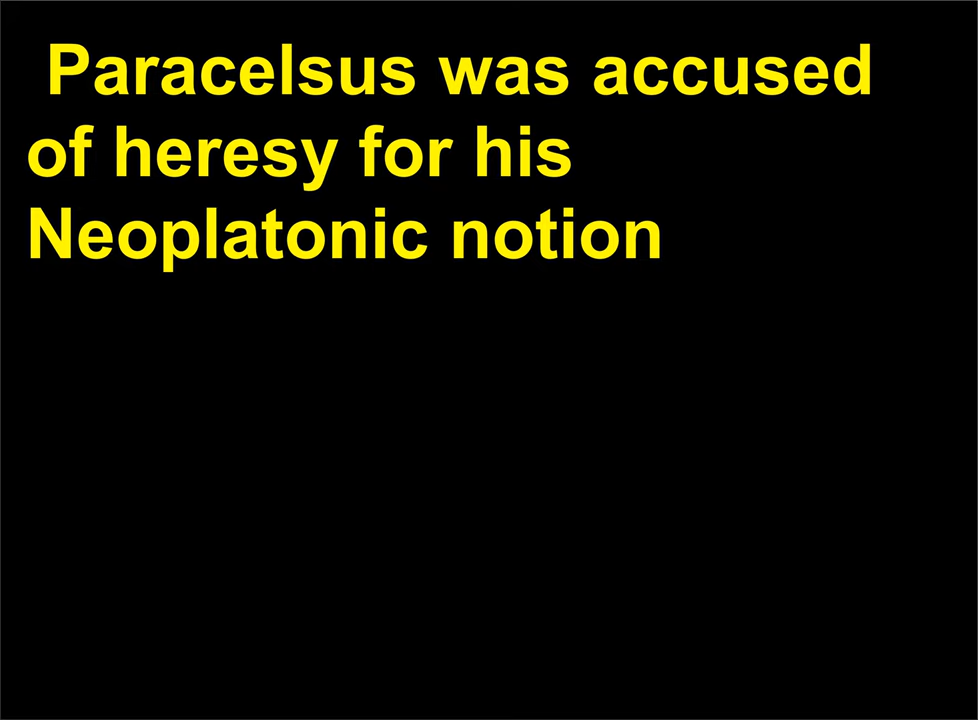 Paracelsus was accused
of heresy for his
Neoplatonic notion